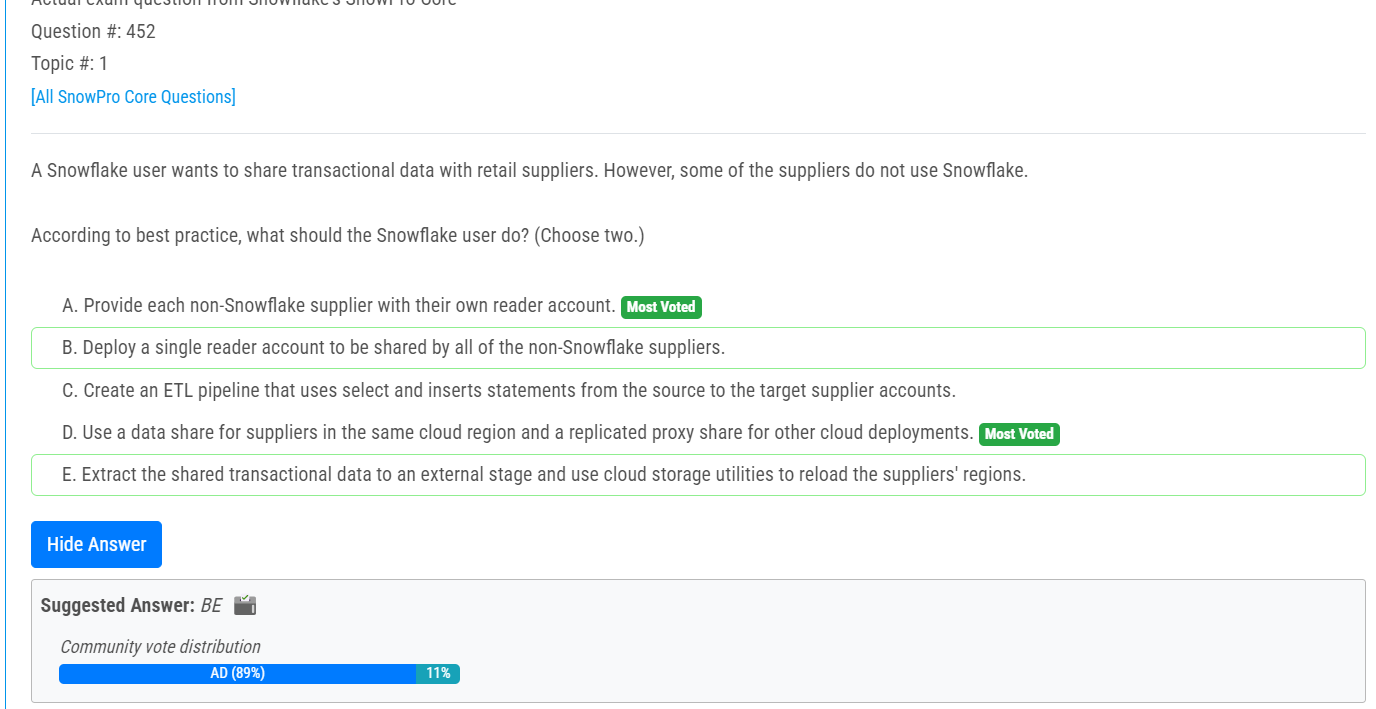 Actual exam question from Snowflake's SnowPro Core
Question #: 452
Topic #: 1
[All SnowPro Core Questions]
A Snowflake user wants to share transactional data with retail suppliers. However, some of the suppliers do not use Snowflake.
According to best practice, what should the Snowflake user do? (Choose two.)
A. Provide each non-Snowflake supplier with their own reader account. Most Voted
B. Deploy a single reader account to be shared by all of the non-Snowflake suppliers.
C. Create an ETL pipeline that uses select and inserts statements from the source to the target supplier accounts.
D. Use a data share for suppliers in the same cloud region and a replicated proxy share for other cloud deployments. Most Voted
E. Extract the shared transactional data to an external stage and use cloud storage utilities to reload the suppliers' regions.
Hide Answer
Suggested Answer: BE
Community vote distribution
AD (89%) 11%